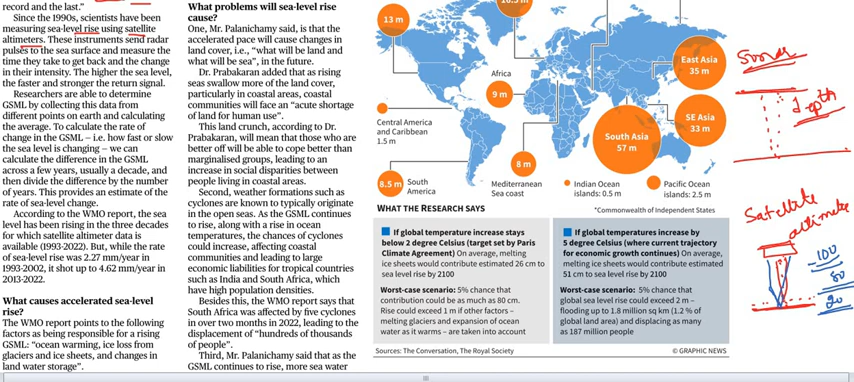 record and the last."
Since the 1990s, scientists have been
measuring sea-level rise using satellite
altimeters. These instruments send radar
pulses to the sea surface and measure the
time they take to get back and the change
in their intensity. The higher the sea level,
the faster and stronger the return signal.
Researchers are able to determine
GSML by collecting this data from
different points on earth and calculating
the average. To calculate the rate of
change in the GSML – i.e. how fast or slow
the sea level is changing – we can
calculate the difference in the GSML
across a few years, usually a decade, and
then divide the difference by the number
of years. This provides an estimate of the
rate of sea-level change.
According to the WMO report, the sea
level has been rising in the three decades
for which satellite altimeter data is
available (1993-2022). But, while the rate
of sea-level rise was 2.27 mm/year in
1993-2002, it shot up to 4.62 mm/year in
2013-2022.
What causes accelerated sea-level
rise?
The WMO report points to the following
factors as being responsible for a rising
GSML: "ocean warming, ice loss from
glaciers and ice sheets, and changes in
land water storage".
What problems will sea-level rise
cause?
One, Mr. Palanichamy said, is that the
accelerated pace will cause changes in
land cover, i.e., "what will be land and
what will be sea", in the future.
Dr. Prabakaran added that as rising
seas swallow more of the land cover,
particularly in coastal areas, coastal
communities will face an "acute shortage
of land for human use".
This land crunch, according to Dr.
Prabakaran, will mean that those who are
better off will be able to cope better than
marginalised groups, leading to an
increase in social disparities between
people living in coastal areas.
Second, weather formations such as
cyclones are known to typically originate
in the open seas. As the GSML continues
to rise, along with a rise in ocean
temperatures, the chances of cyclones
could increase, affecting coastal
communities and leading to large
economic liabilities for tropical countries
such as India and South Africa, which
have high population densities.
Besides this, the WMO report says that
South Africa was affected by five cyclones
in over two months in 2022, leading to the
displacement of "hundreds of thousands
of people".
Third, Mr. Palanichamy said that as the
GSML continues to rise, more sea water
13 m
East Asia
35 m
Africa
9 m
SE Asia
33 m
Central America
and Caribbean
1.5 m
South Asia
57 m
8 m
8.5 m
South
America
Mediterranean
Sea coast
Indian Ocean
islands: 0.5 m
Pacific Ocean
islands: 2.5 m
WHAT THE RESEARCH SAYS
*Commonwealth of Independent States
If global temperature increase stays
below 2 degree Celsius (target set by Paris
Climate Agreement) On average, melting
ice sheets would contribute estimated 26 cm to
sea level rise by 2100
Worst-case scenario: 5% chance that
contribution could be as much as 80 cm.
Rise could exceed 1 m if other factors –
melting glaciers and expansion of ocean
water as it warms – are taken into account
If global temperatures increase by
5 degree Celsius (where current trajectory
for economic growth continues) On average,
melting ice sheets would contribute estimated
51 cm to sea level rise by 2100
Worst-case scenario: 5% chance that
global sea level rise could exceed 2 m –
flooding up to 1.8 million sq km (1.2 % of
global land area) and displacing as many
as 187 million people
Sources: The Conversation, The Royal Society
© GRAPHIC NEWS
depth
Satellite
altimete
100
80
20